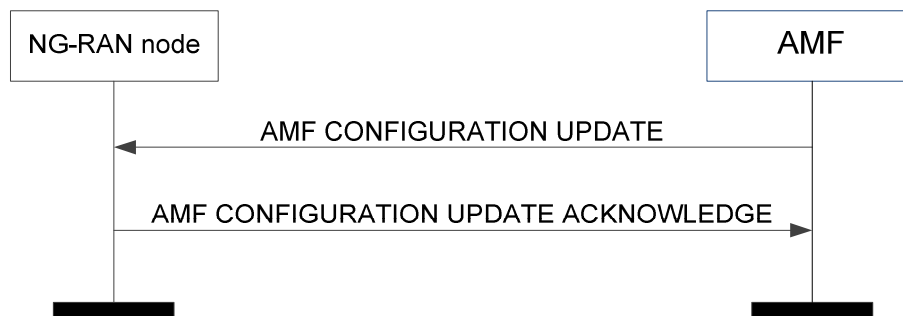 NG-RAN node
AMF
AMF CONFIGURATION UPDATE
AMF CONFIGURATION UPDATE ACKNOWLEDGE